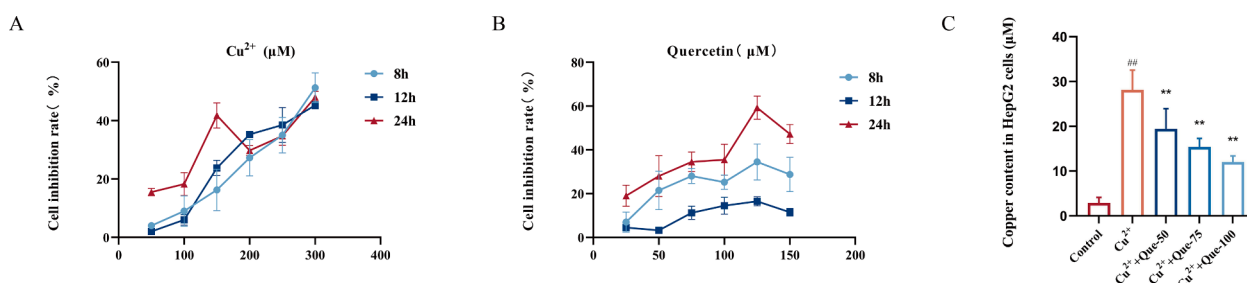 A
Cu²⁺ (μM)
Cell inhibition rate( %)
60
40
20
0
0
100
200
300
400
8h
12h
24h
B
Quercetin( μM)
Cell inhibition rate( %)
80
60
40
20
0
0
50
100
150
200
8h
12h
24h
C
Copper content in HepG2 cells (μM)
40
30
20
10
0
##
**
**
**
Control
Cu²⁺
Cu²⁺+Que-50
Cu²⁺+Que-75
Cu²⁺+Que-100